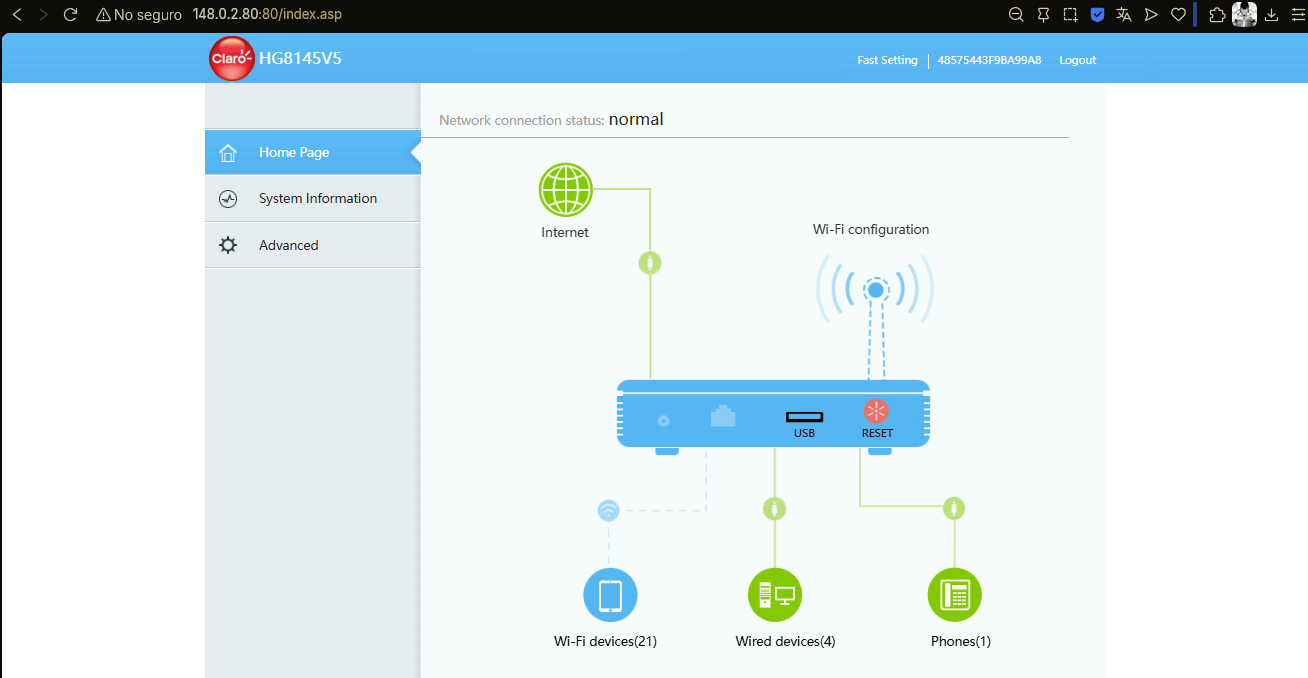 No seguro 148.0.2.80:80/index.asp
Claro HG8145V5
Fast Setting 48575443F9BA99A8 Logout
Network connection status: normal
Home Page
System Information
Advanced
Internet
Wi-Fi configuration
USB
RESET
Wi-Fi devices(21)
Wired devices(4)
Phones(1)